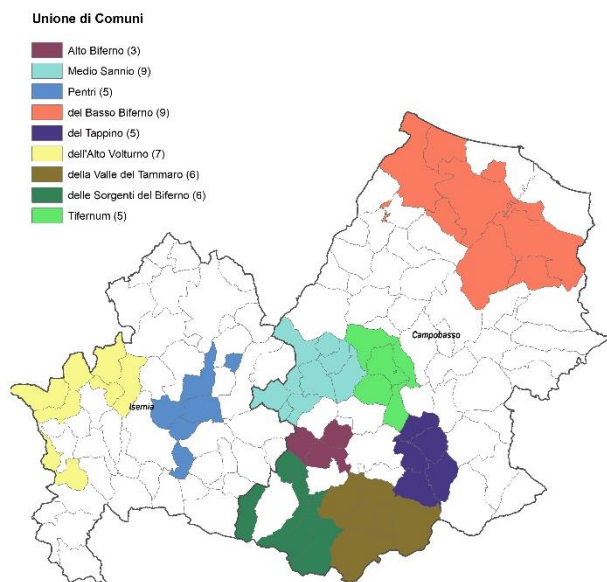 Unione di Comuni
Alto Biferno (3)
Medio Sannio (9)
Pentri (5)
del Basso Biferno (9)
del Tappino (5)
dell'Alto Volturno (7)
della Valle del Tammaro (6)
delle Sorgenti del Biferno (6)
Tifernum (5)
Campobasso
Isernia